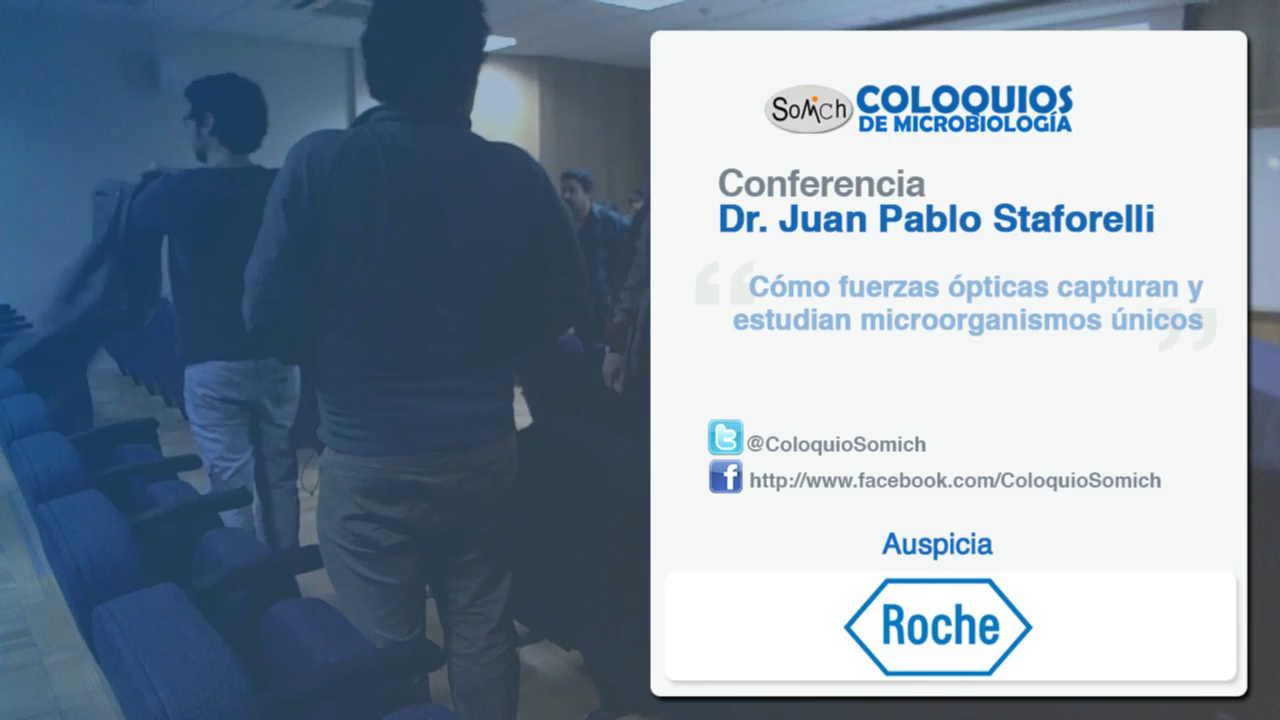 SoMich COLOQUIOS
DE MICROBIOLOGÍA
Conferencia
Dr. Juan Pablo Staforelli
“Cómo fuerzas ópticas capturan y
estudian microorganismos únicos”
@ColoquioSomich
http://www.facebook.com/ColoquioSomich
Auspicia
Roche